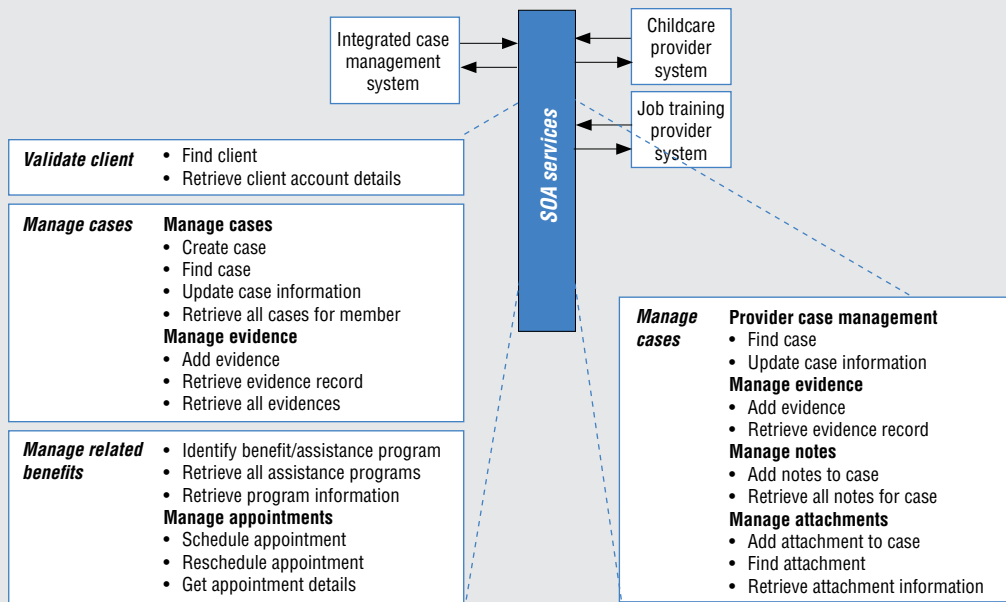 Integrated case
management
system
SOA services
Childcare
provider
system
Job training
provider
system
Validate client
• Find client
• Retrieve client account details
Manage cases
Manage cases
• Create case
• Find case
• Update case information
• Retrieve all cases for member
Manage evidence
• Add evidence
• Retrieve evidence record
• Retrieve all evidences
Manage related
benefits
• Identify benefit/assistance program
• Retrieve all assistance programs
• Retrieve program information
Manage appointments
• Schedule appointment
• Reschedule appointment
• Get appointment details
Manage
cases
Provider case management
• Find case
• Update case information
Manage evidence
• Add evidence
• Retrieve evidence record
Manage notes
• Add notes to case
• Retrieve all notes for case
Manage attachments
• Add attachment to case
• Find attachment
• Retrieve attachment information